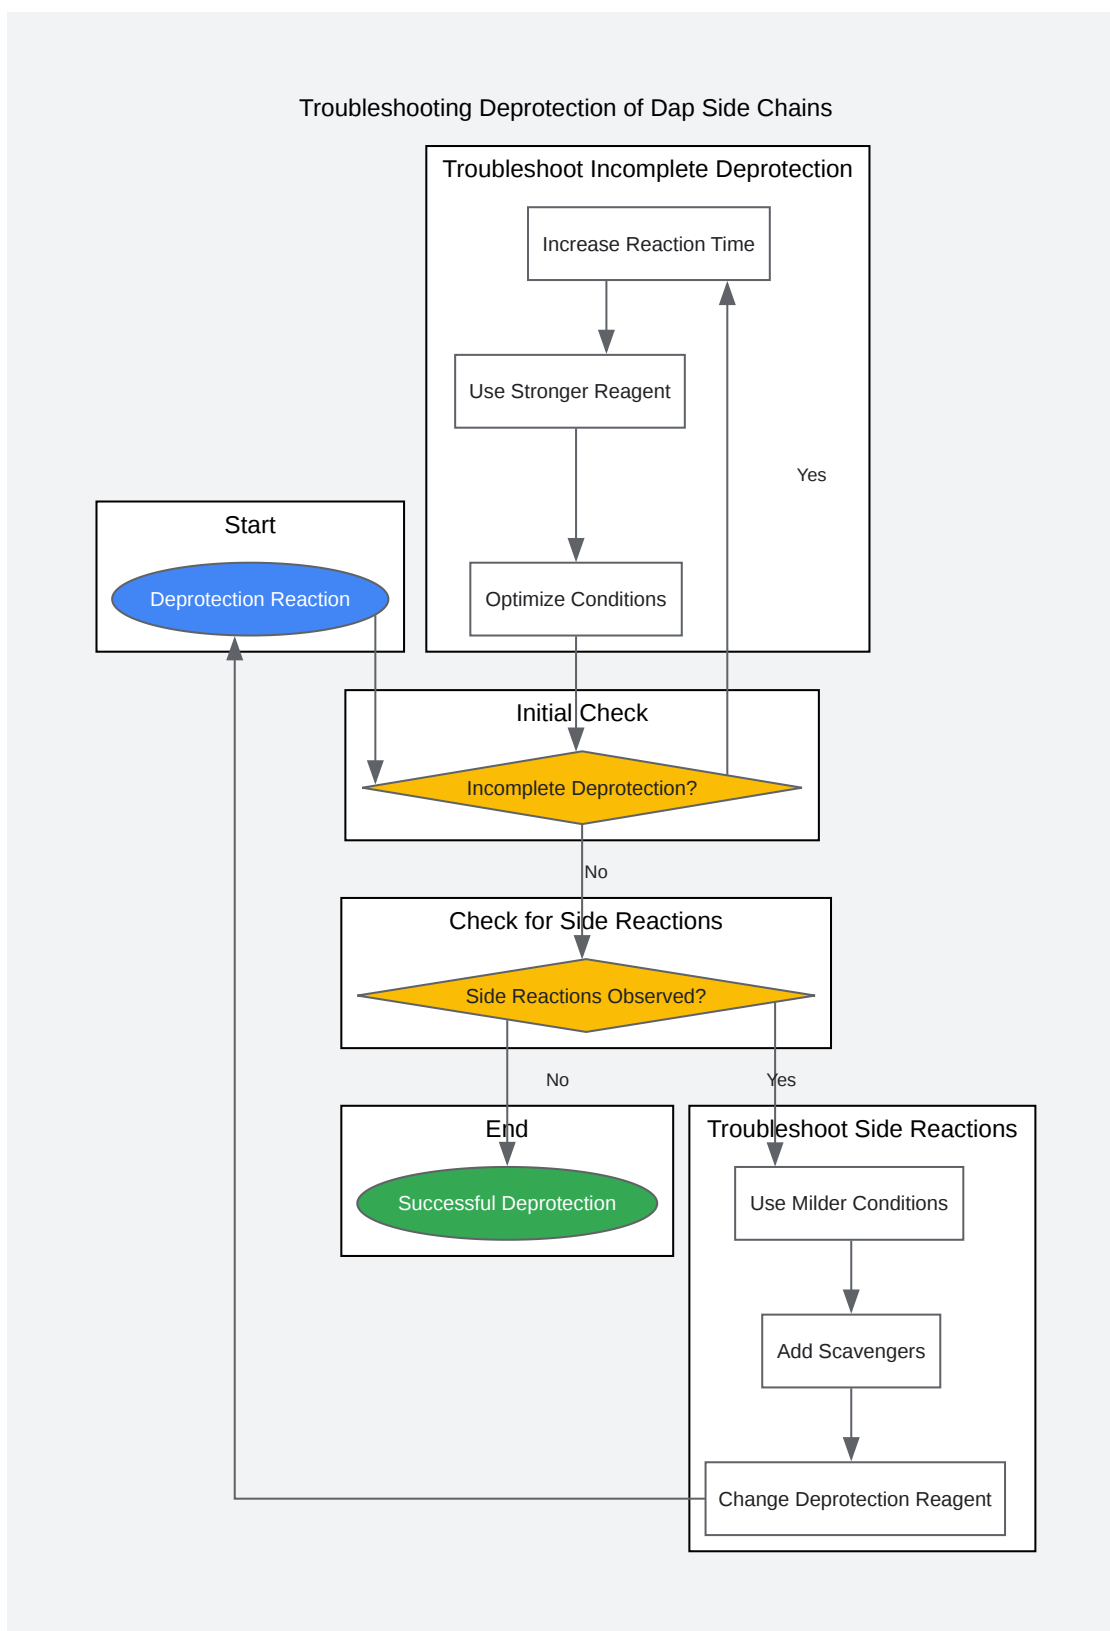 Troubleshooting Deprotection of Dap Side Chains
Troubleshoot Incomplete Deprotection
Increase Reaction Time
Use Stronger Reagent
Yes
Start
Deprotection Reaction
Optimize Conditions
Initial Check
Incomplete Deprotection?
No
Check for Side Reactions
Side Reactions Observed?
No
Yes
End
Successful Deprotection
Troubleshoot Side Reactions
Use Milder Conditions
Add Scavengers
Change Deprotection Reagent